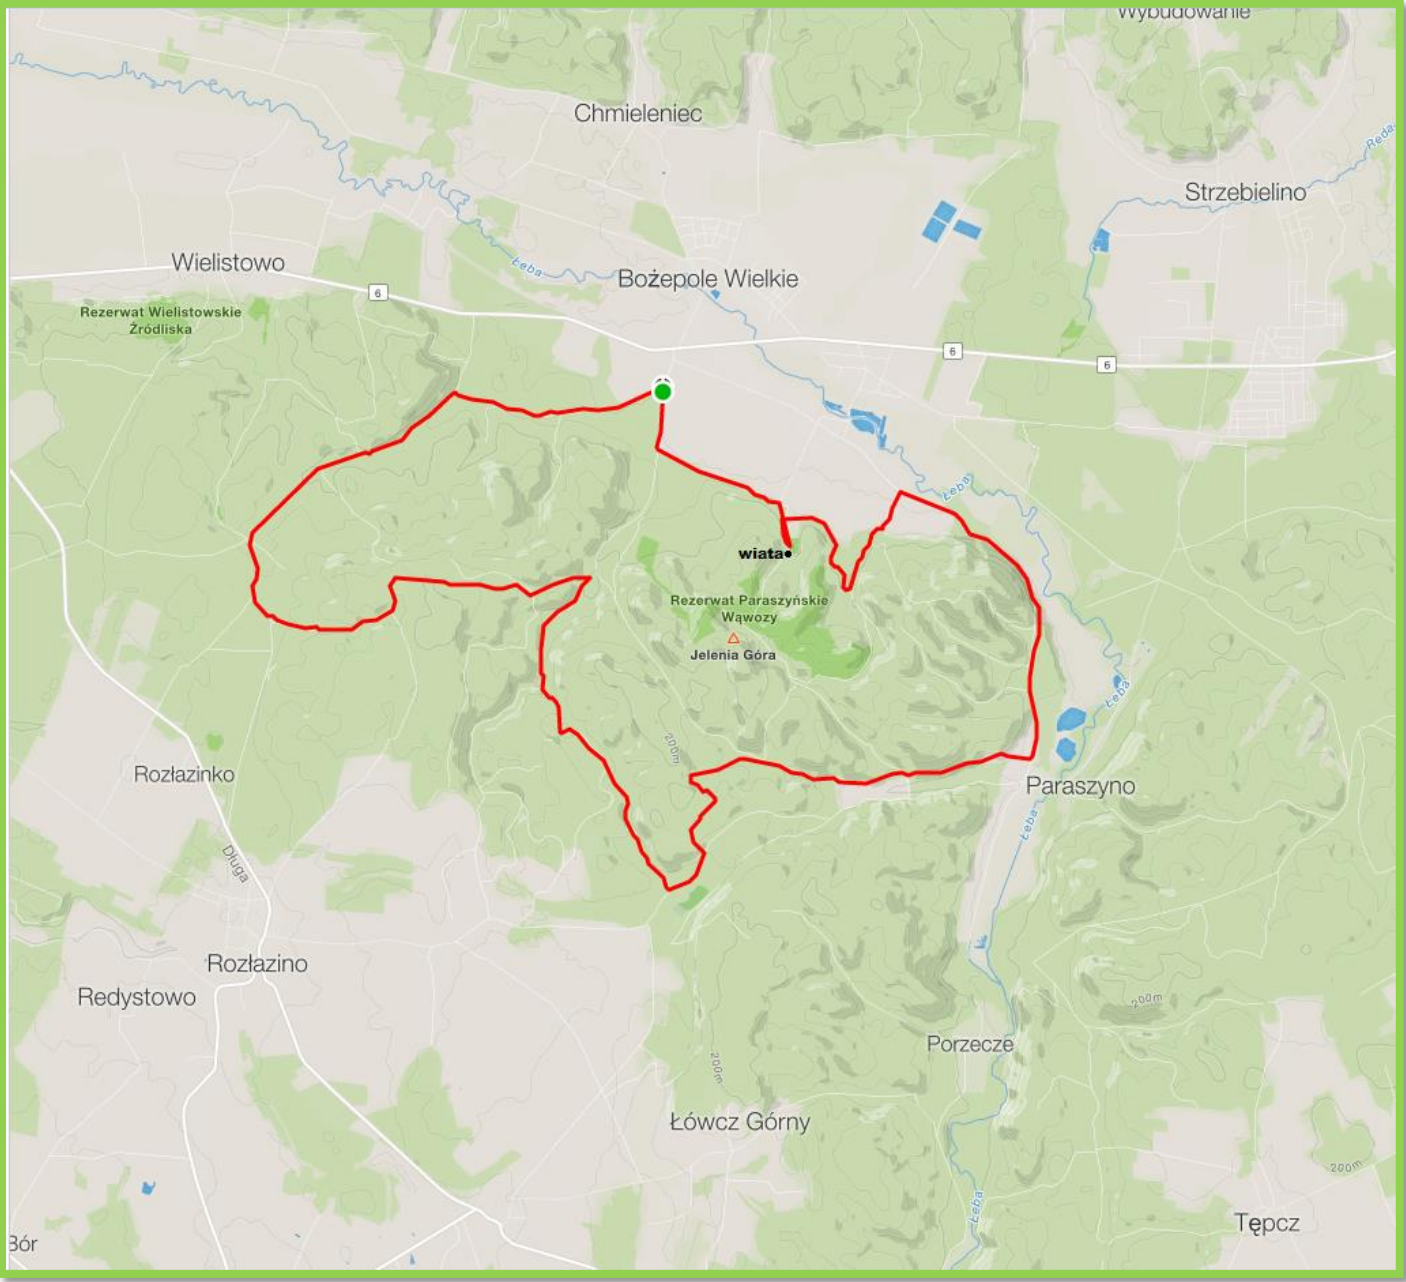 Wybudowanie
Chmieleniec
Reda
Strzebielino
Wielistowo
Łeba
Bożepole Wielkie
6
Rezerwat Wielistowskie
Źródliska
6
6
Łeba
wiata
Rezerwat Paraszyńskie
Wąwozy
Jelenia Góra
Łeba
200m
Rozłazinko
Paraszyno
Łeba
Długa
Rozłazino
Redystowo
200m
Porzecze
200m
Łówcz Górny
200m
Łeba
Tępcz
Bór